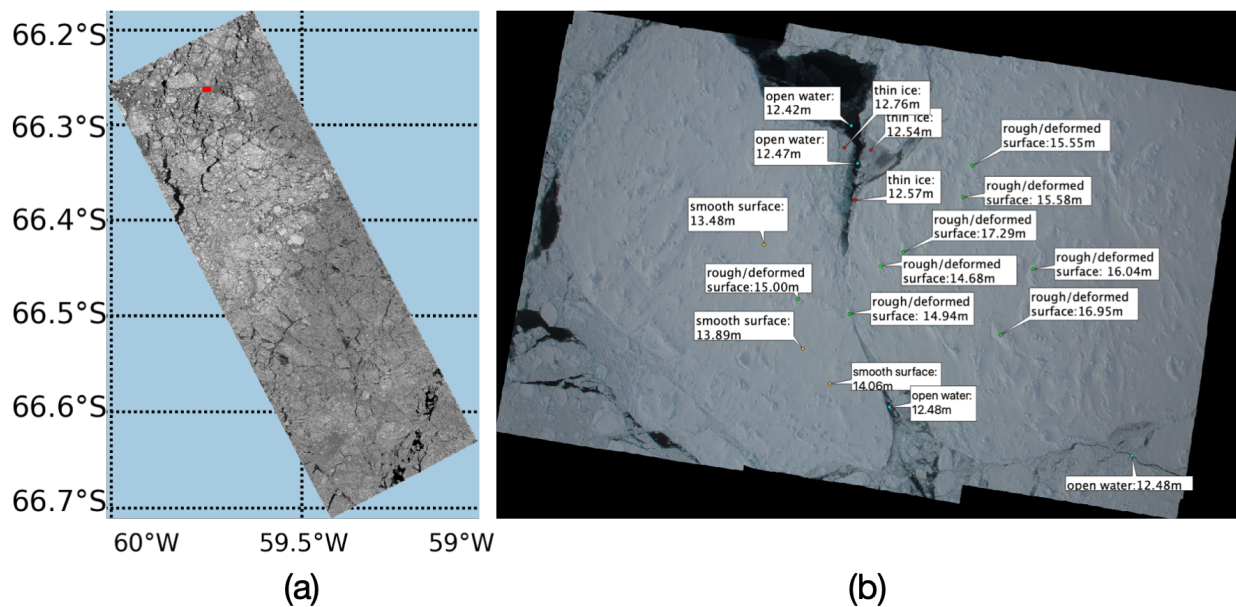 66.2°S
66.3°S
66.4°S
66.5°S
66.6°S
66.7°S
60°W
59.5°W
59°W
(a)
open water:
12.42m
thin ice:
12.76m
thin ice:
12.54m
open water:
12.47m
rough/deformed
surface:15.55m
thin ice:
12.57m
rough/deformed
surface:15.58m
smooth surface:
13.48m
rough/deformed
surface:17.29m
rough/deformed
surface:15.00m
rough/deformed
surface:14.68m
rough/deformed
surface: 16.04m
rough/deformed
surface: 14.94m
rough/deformed
surface:16.95m
smooth surface:
13.89m
smooth surface:
14.06m
open water:
12.48m
open water:12.48m
(b)